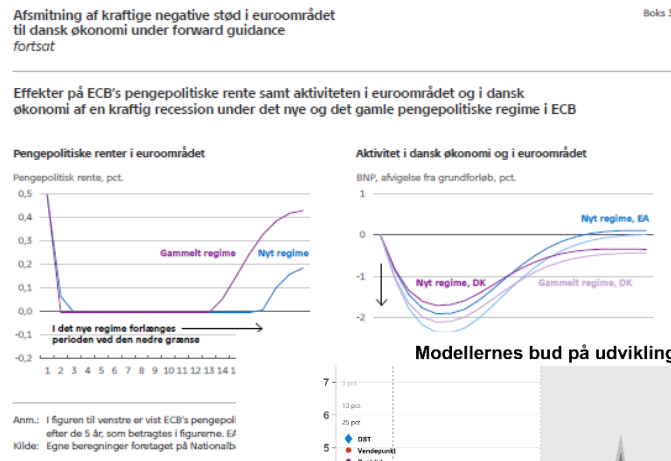 Afsmitning af kraftige negative stød i euroområdet
til dansk økonomi under forward guidance
fortsat
Boks 3
Effekter på ECB's pengepolitiske rente samt aktiviteten i euroområdet og i dansk
økonomi af en kraftig recession under det nye og det gamle pengepolitiske regime i ECB
Pengepolitiske renter i euroområdet
Pengepolitisk rente, pct.
0,5
0,4
0,3
0,2
0,1
0,0
-0,1
-0,2
Gammelt regime
Nyt regime
I det nye regime forlænges
perioden ved den nedre grænse
1 2 3 4 5 6 7 8 9 10 11 12 13 14 1
Aktivitet i dansk økonomi og i euroområdet
BNP, afvigelse fra grundforløb, pct.
1
0
-1
-2
Nyt regime, EA
Nyt regime, DK
Gammelt regime, DK
Modellernes bud på udvikling
7
6
5
5 pct.
10 pct.
25 pct.
DST
Vendepunkt
Anm.: I figuren til venstre er vist ECB's pengepol
efter de 5 år, som betragtes i figurerne. EA
Kilde: Egne beregninger foretaget på Nationalb